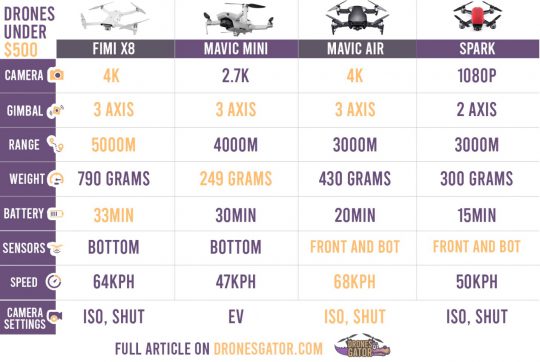 DRONES
UNDER
$500
FIMI X8 MAVIC MINI MAVIC AIR SPARK
CAMERA 4K 2.7K 4K 1080P
GIMBAL 3 AXIS 3 AXIS 3 AXIS 2 AXIS
RANGE 5000M 4000M 3000M 3000M
WEIGHT 790 GRAMS 249 GRAMS 430 GRAMS 300 GRAMS
BATTERY 33MIN 30MIN 20MIN 15MIN
SENSORS BOTTOM BOTTOM FRONT AND BOT FRONT AND BOT
SPEED 64KPH 47KPH 68KPH 50KPH
CAMERA
SETTINGS ISO, SHUT EV ISO, SHUT ISO, SHUT
FULL ARTICLE ON DRONESGATOR.COM
DRONES
GATOR